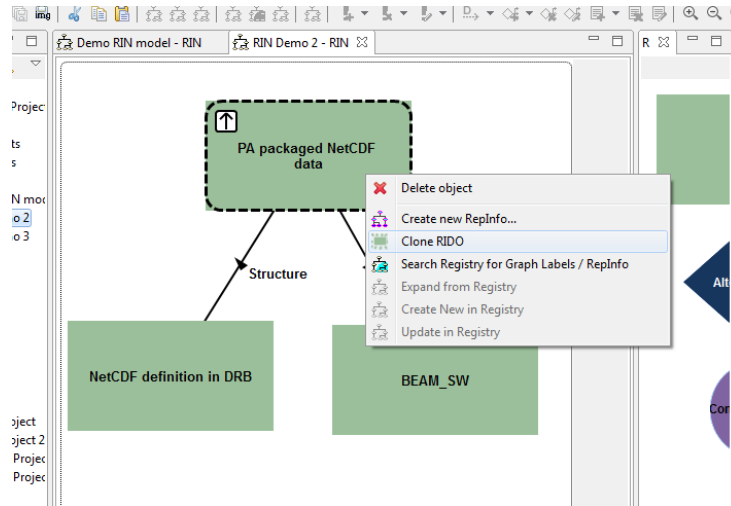 Demo RIN model - RIN
RIN Demo 2 - RIN
R
Projec
ts
s
N mod
o 2
o 3
PA packaged NetCDF
data
Delete object
Create new RepInfo...
Clone RIDO
Search Registry for Graph Labels / RepInfo
Expand from Registry
Create New in Registry
Update in Registry
Structure
Alt
NetCDF definition in DRB
BEAM_SW
Con
oject
oject 2
Projec
Projec